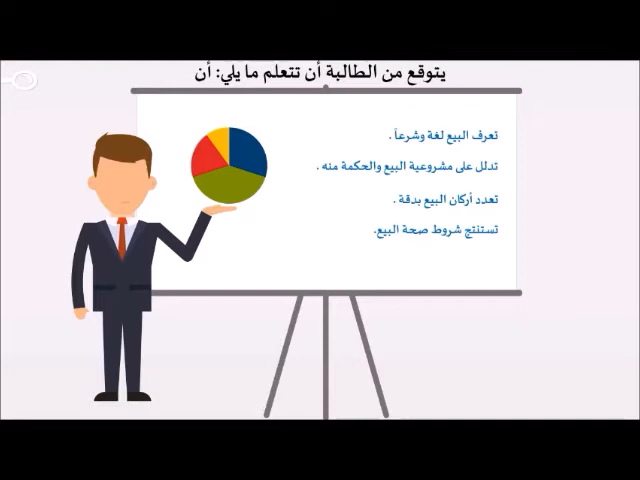 يتوقع من الطالبة أن تتعلم ما يلي: أن
تعرف البيع لغة وشرعاً .
تدلل على مشروعية البيع والحكمة منه .
تعدد أركان البيع بدقة .
تستنتج شروط صحة البيع.